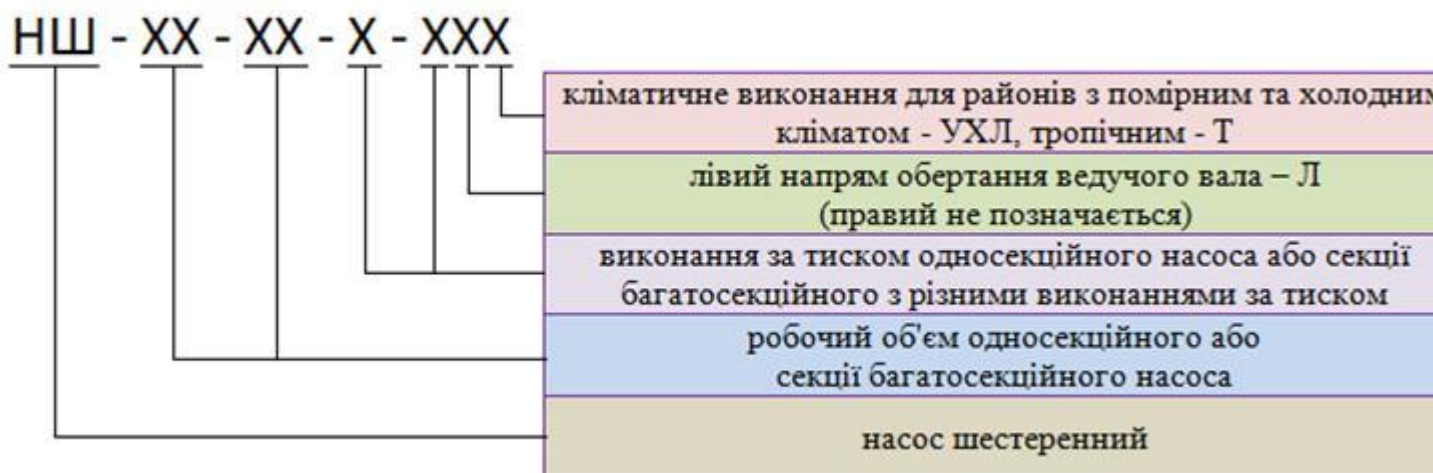 НШ - ХХ - ХХ - Х - ХХХ
кліматичне виконання для районів з помірним та холодним
кліматом - УХЛ, тропічним - Т
лівий напрям обертання ведучого вала – Л
(правий не позначається)
виконання за тиском односекційного насоса або секції
багатосекційного з різними виконаннями за тиском
робочий об'єм односекційного або
секції багатосекційного насоса
насос шестеренний